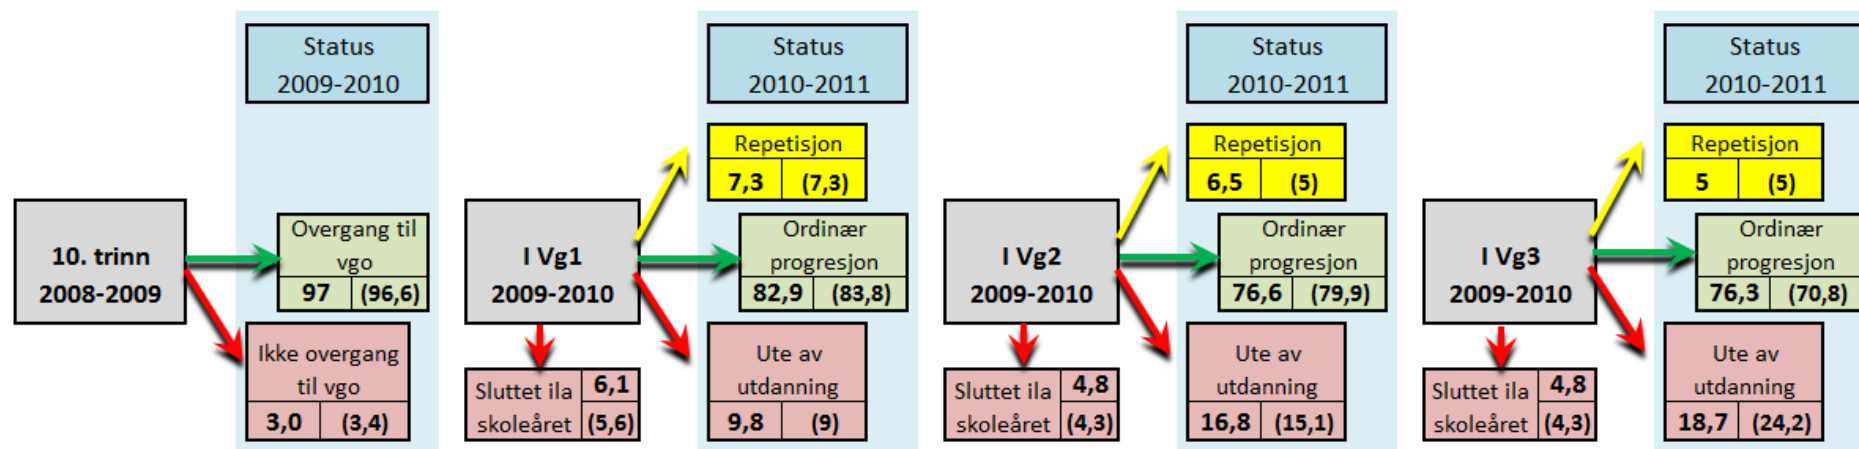 Status
2009-2010
10. trinn
2008-2009
Overgang til
vgo
97 (96,6)
Ikke overgang
til vgo
3,0 (3,4)
Status
2010-2011
I Vg1
2009-2010
Repetisjon
7,3 (7,3)
Ordinær
progresjon
82,9 (83,8)
Sluttet ila 6,1
skoleåret (5,6)
Ute av
utdanning
9,8 (9)
Status
2010-2011
I Vg2
2009-2010
Repetisjon
6,5 (5)
Ordinær
progresjon
76,6 (79,9)
Sluttet ila 4,8
skoleåret (4,3)
Ute av
utdanning
16,8 (15,1)
Status
2010-2011
I Vg3
2009-2010
Repetisjon
5 (5)
Ordinær
progresjon
76,3 (70,8)
Sluttet ila 4,8
skoleåret (4,3)
Ute av
utdanning
18,7 (24,2)